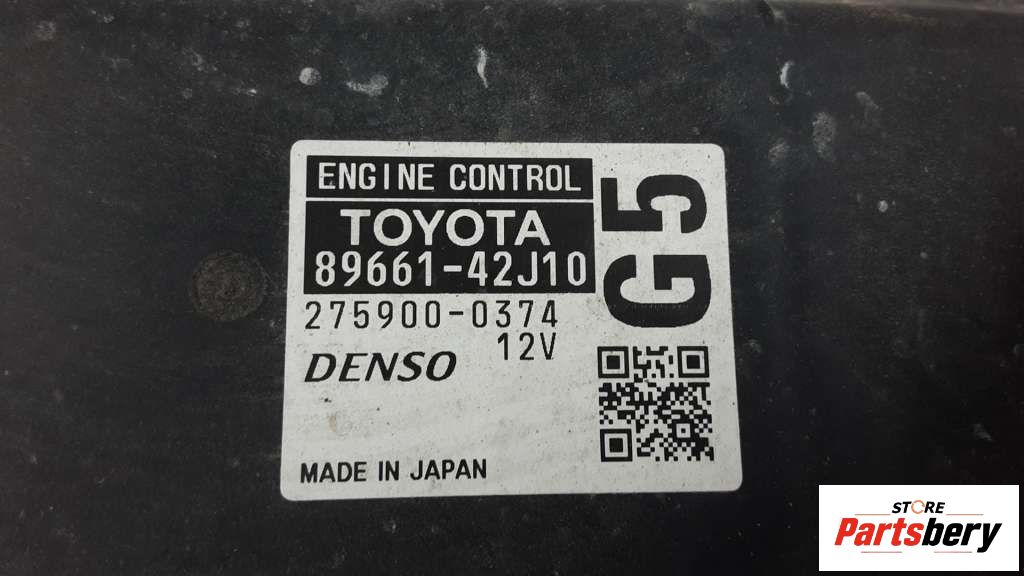 ENGINE CONTROL
TOYOTA
89661-42J10
275900-0374
12V
DENSO
MADE IN JAPAN
G5
STORE
Partsbery